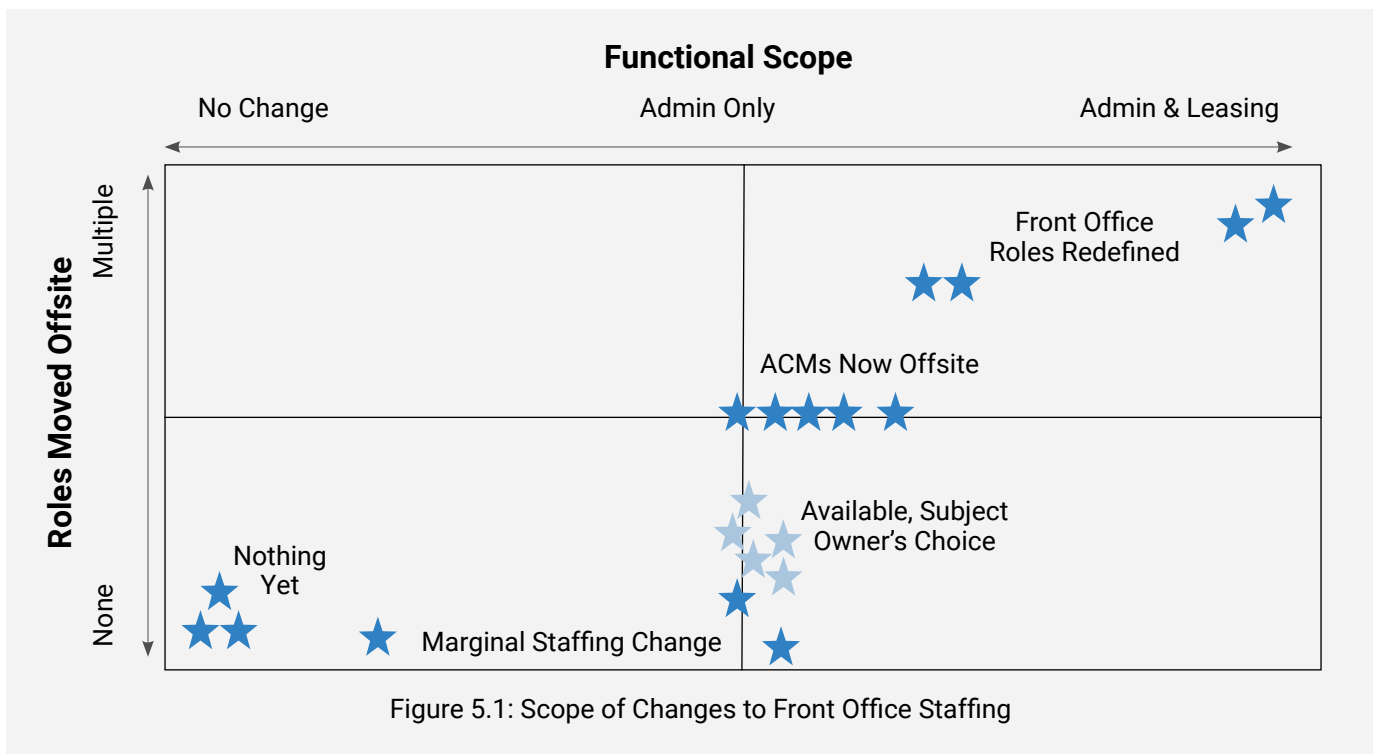 Functional Scope
No Change
Admin Only
Admin & Leasing
Roles Moved Offsite
Multiple
None
Front Office
Roles Redefined
ACMs Now Offsite
Available, Subject
Owner’s Choice
Nothing
Yet
Marginal Staffing Change
Figure 5.1: Scope of Changes to Front Office Staffing